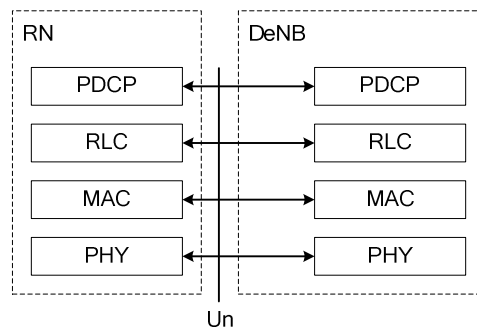 RN DeNB
PDCP PDCP
RLC RLC
MAC MAC
PHY PHY
Un